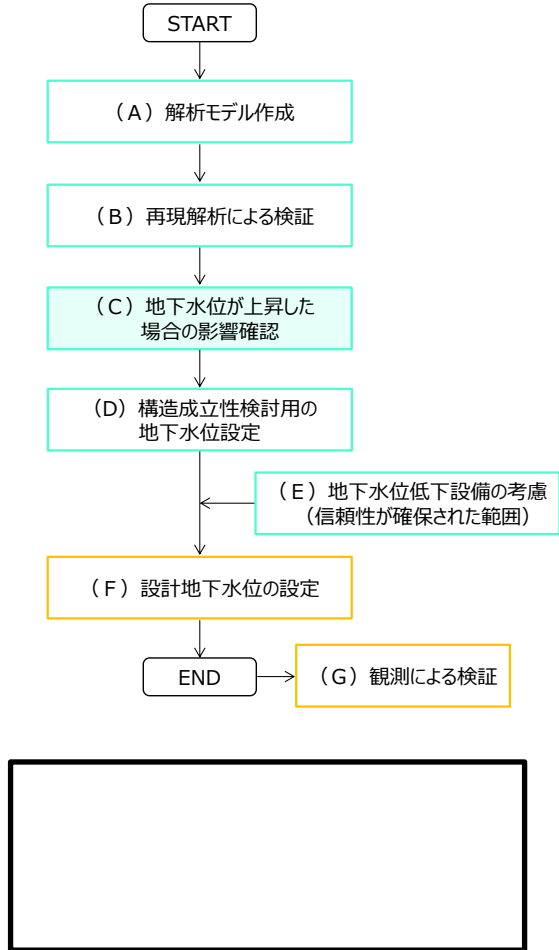 START
（A）解析モデル作成
（B）再現解析による検証
（C）地下水位が上昇した
場合の影響確認
（D）構造成立性検討用の
地下水位設定
（E）地下水位低下設備の考慮
（信頼性が確保された範囲）
（F）設計地下水位の設定
END
（G）観測による検証